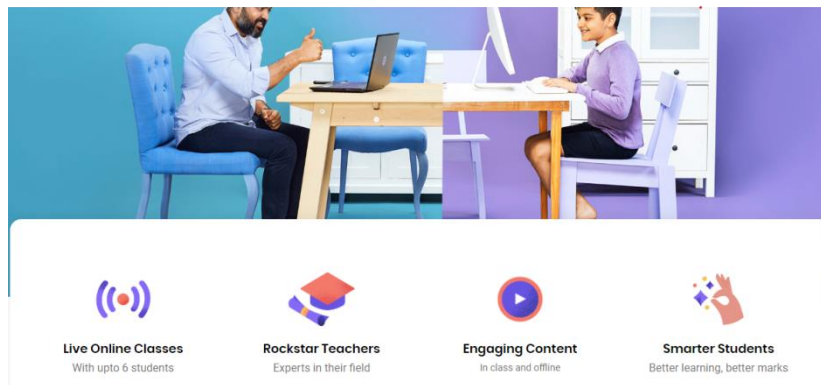 Live Online Classes
With upto 6 students
Rockstar Teachers
Experts in their field
Engaging Content
In class and offline
Smarter Students
Better learning, better marks